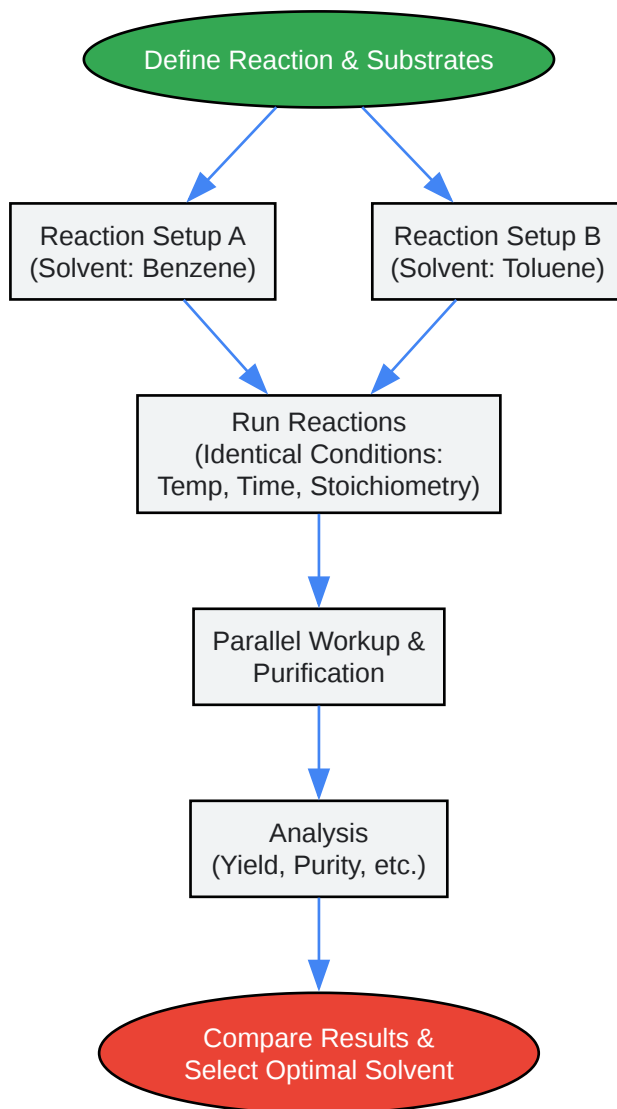 Define Reaction & Substrates
Reaction Setup A
(Solvent: Benzene)
Reaction Setup B
(Solvent: Toluene)
Run Reactions
(Identical Conditions:
Temp, Time, Stoichiometry)
Parallel Workup &
Purification
Analysis
(Yield, Purity, etc.)
Compare Results &
Select Optimal Solvent